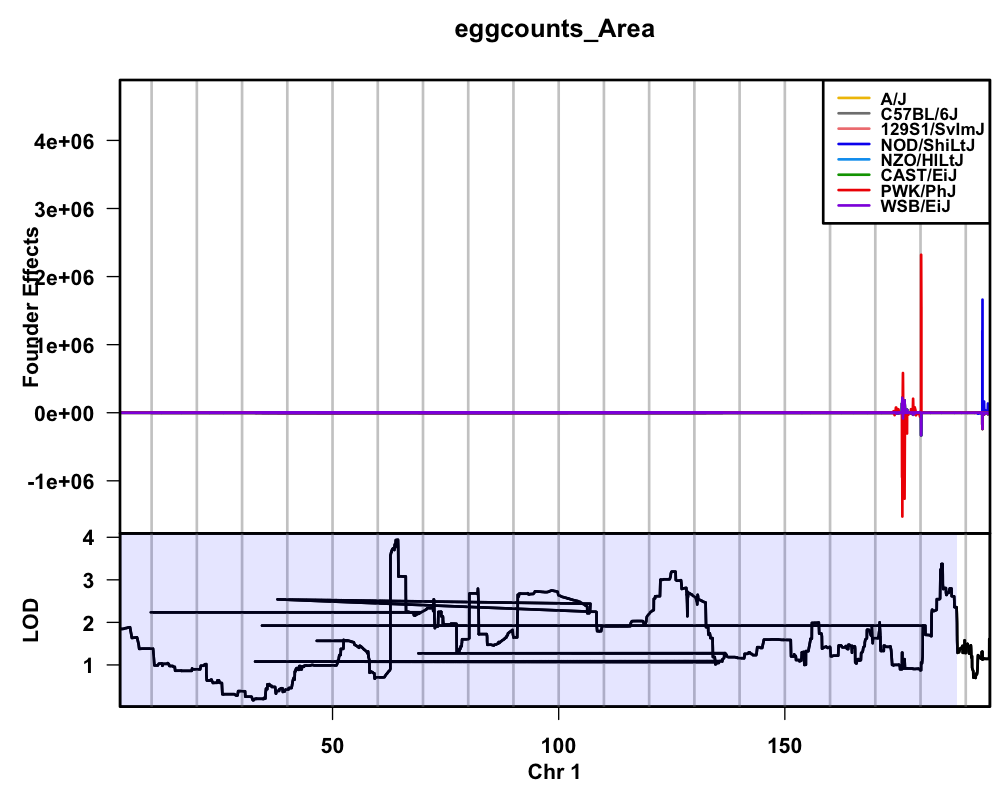 eggcounts_Area
A/J
C57BL/6J
129S1/SvImJ
NOD/ShiLtJ
NZO/HlLtJ
CAST/EiJ
PWK/PhJ
WSB/EiJ
Founder Effects
4e+06
3e+06
2e+06
1e+06
0e+00
-1e+06
LOD
4
3
2
1
50
100
150
Chr 1